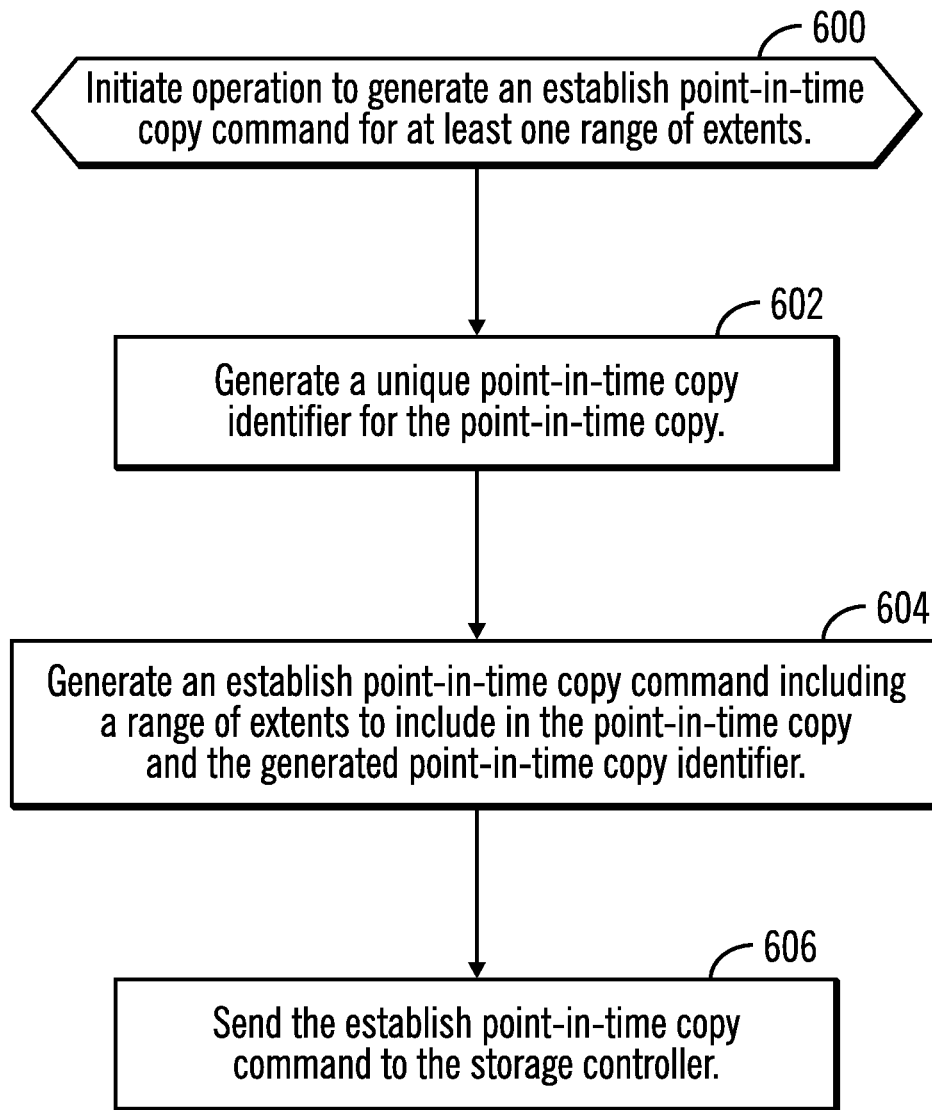 600
Initiate operation to generate an establish point-in-time
copy command for at least one range of extents.
602
Generate a unique point-in-time copy
identifier for the point-in-time copy.
604
Generate an establish point-in-time copy command including
a range of extents to include in the point-in-time copy
and the generated point-in-time copy identifier.
606
Send the establish point-in-time copy
command to the storage controller.